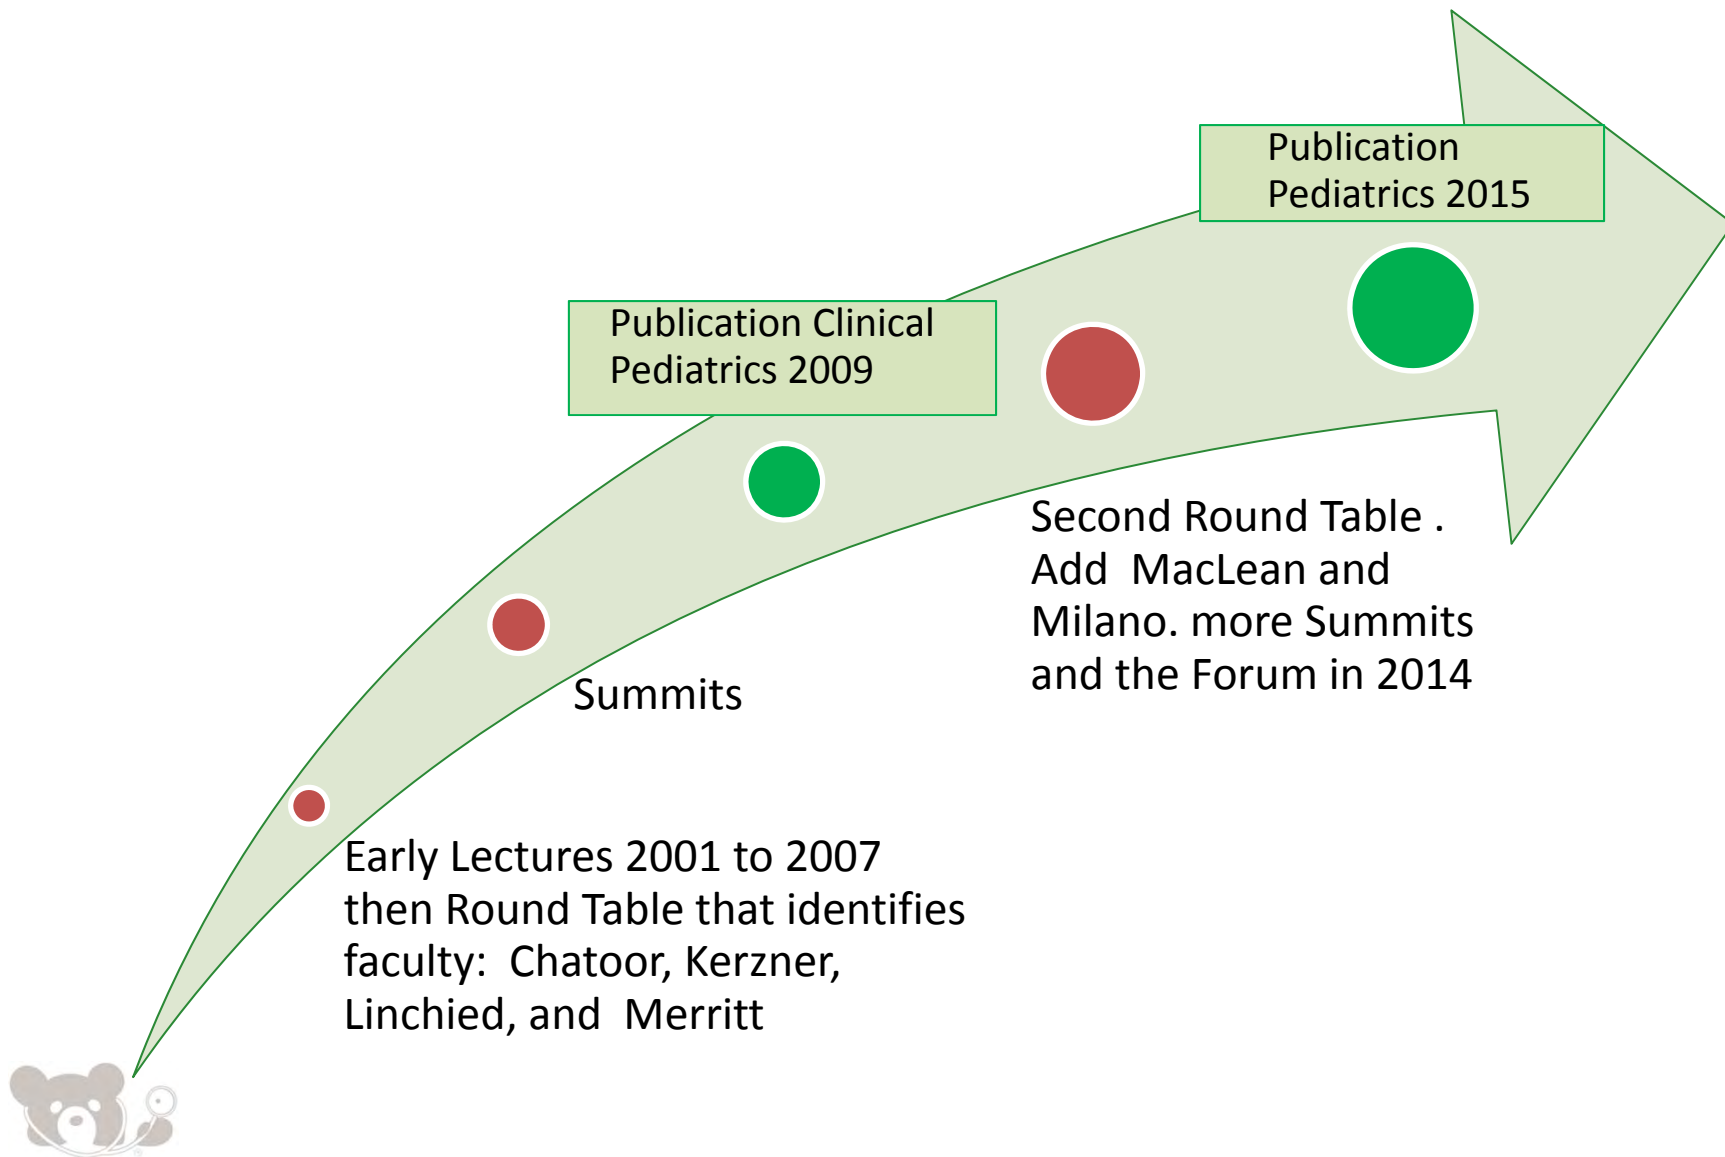 Publication
Pediatrics 2015
Publication Clinical
Pediatrics 2009
Second Round Table .
Add  MacLean and
Milano. more Summits
and the Forum in 2014
Summits
Early Lectures 2001 to 2007
then Round Table that identifies
faculty:  Chatoor, Kerzner,
Linchied, and  Merritt